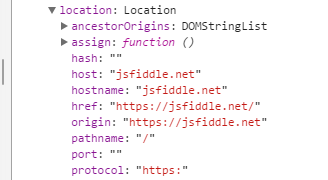 ▼location: Location
▶ancestorOrigins: DOMStringList
▶assign: function ()
hash: ""
host: "jsfiddle.net"
hostname: "jsfiddle.net"
href: "https://jsfiddle.net/"
origin: "https://jsfiddle.net"
pathname: "/"
port: ""
protocol: "https:"